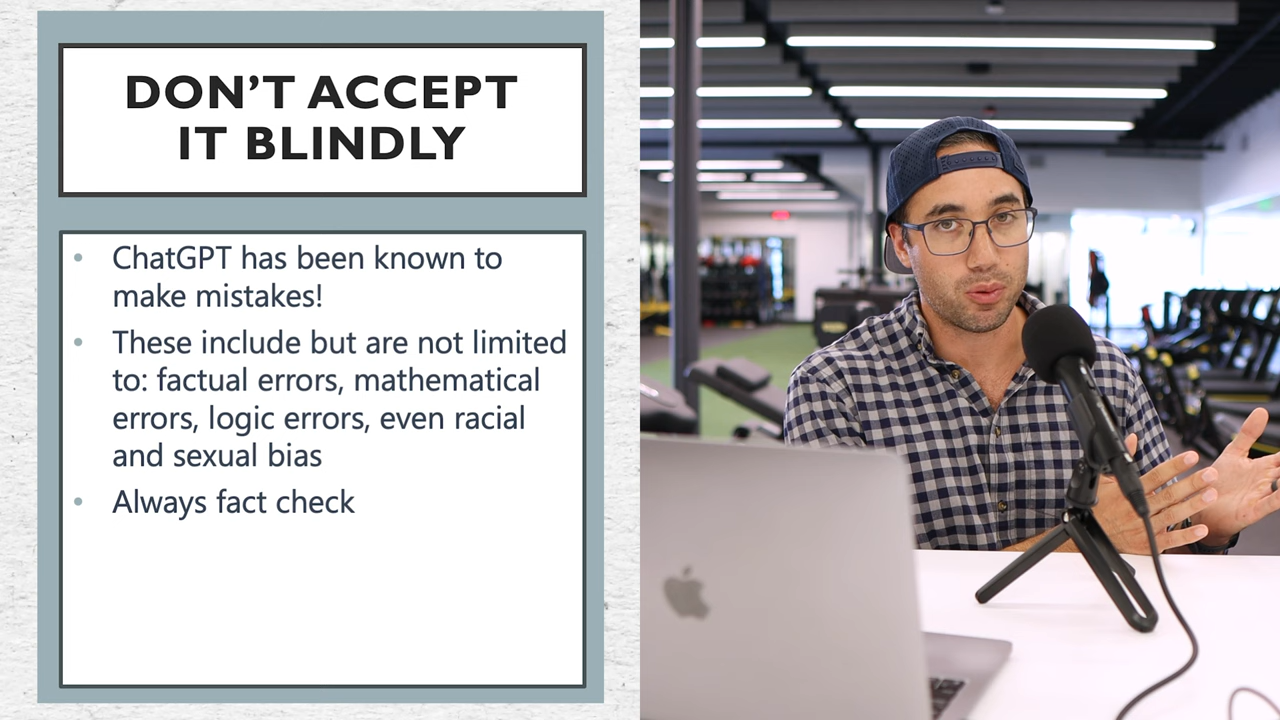 DON’T ACCEPT
IT BLINDLY
• ChatGPT has been known to
make mistakes!
• These include but are not limited
to: factual errors, mathematical
errors, logic errors, even racial
and sexual bias
• Always fact check